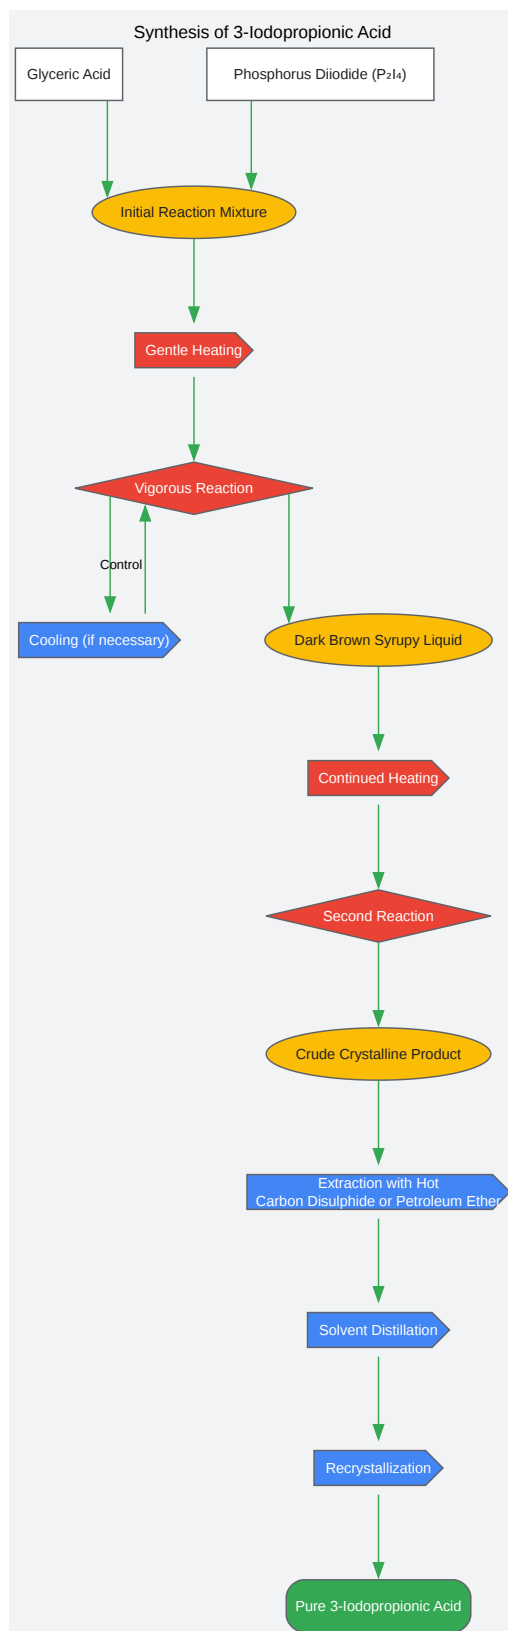 Synthesis of 3-Iodopropionic Acid
Glyceric Acid
Phosphorus Diiodide (P₂I₄)
Initial Reaction Mixture
Gentle Heating
Vigorous Reaction
Control
Cooling (if necessary)
Dark Brown Syrupy Liquid
Continued Heating
Second Reaction
Crude Crystalline Product
Extraction with Hot
Carbon Disulphide or Petroleum Ether
Solvent Distillation
Recrystallization
Pure 3-Iodopropionic Acid